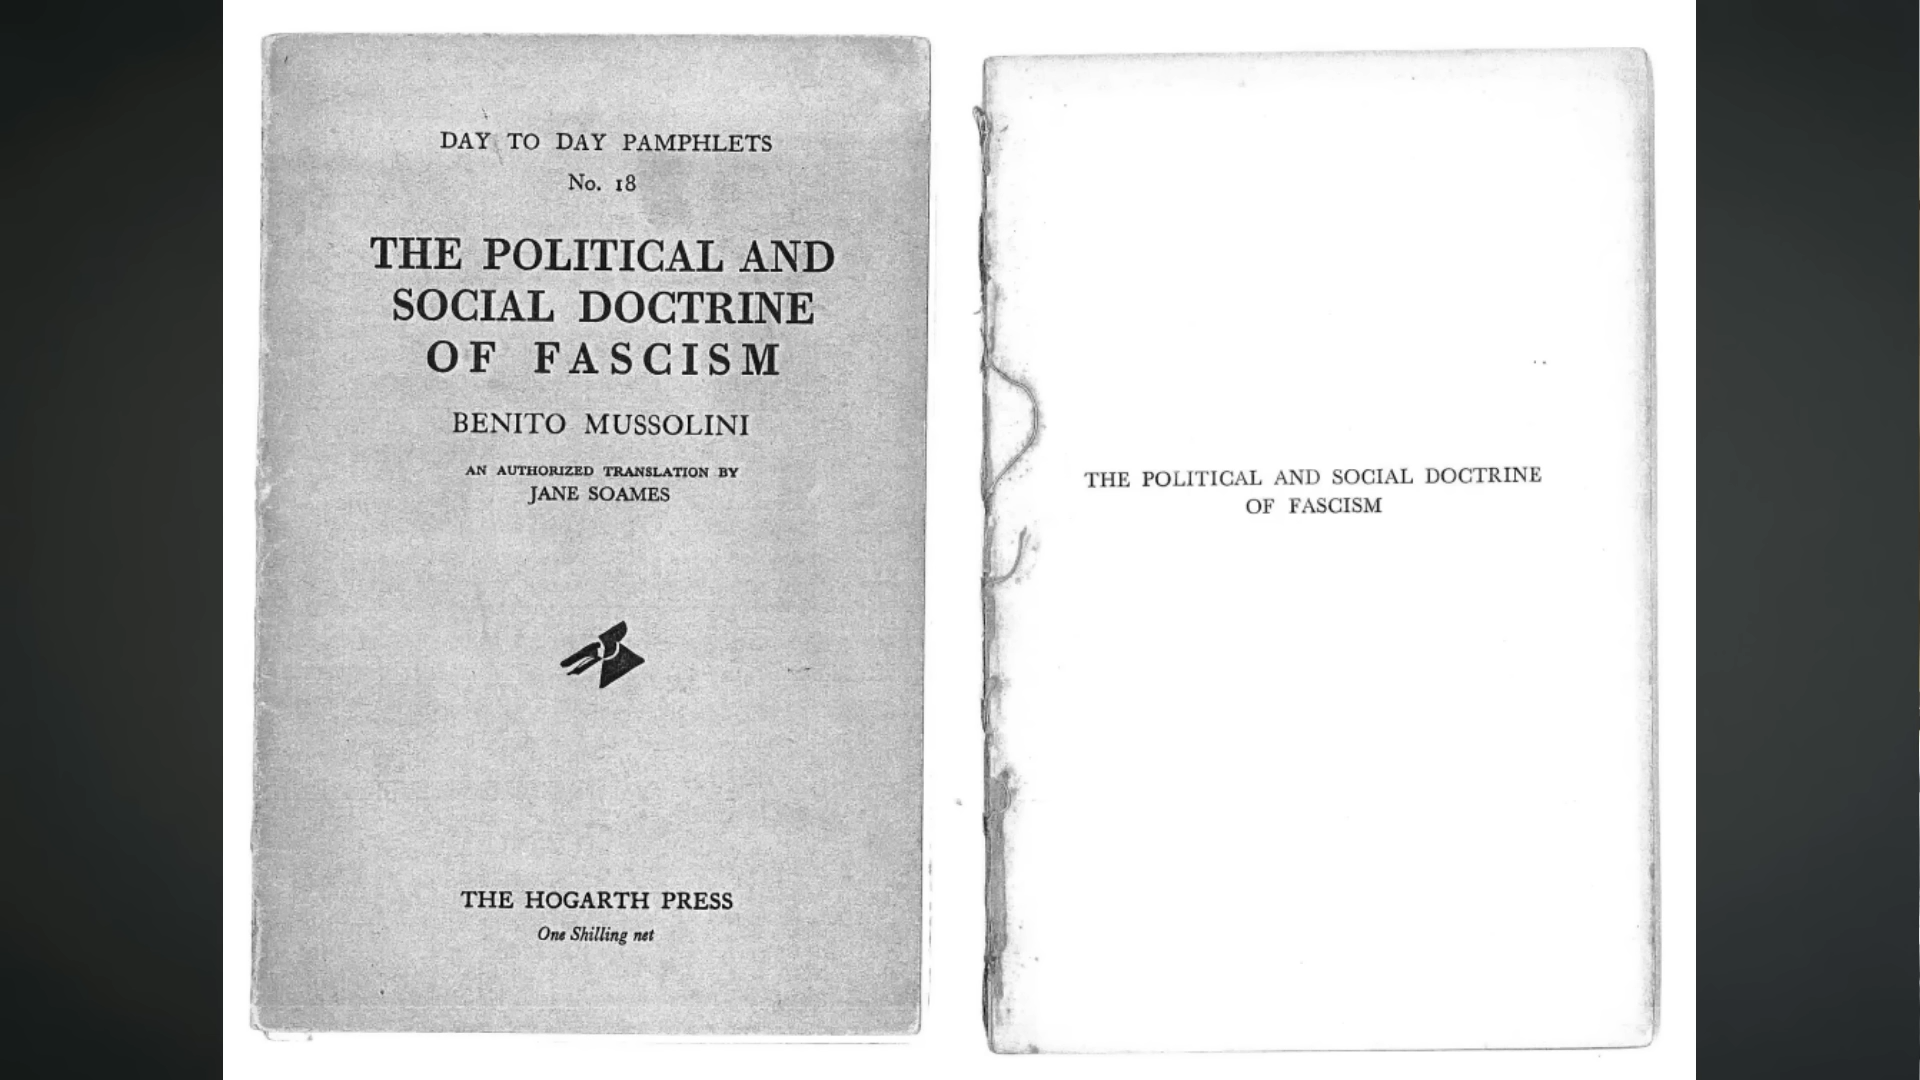 DAY TO DAY PAMPHLETS
No. 18
THE POLITICAL AND
SOCIAL DOCTRINE
OF FASCISM
BENITO MUSSOLINI
AN AUTHORIZED TRANSLATION BY
JANE SOAMES
THE HOGARTH PRESS
One Shilling net
THE POLITICAL AND SOCIAL DOCTRINE
OF FASCISM